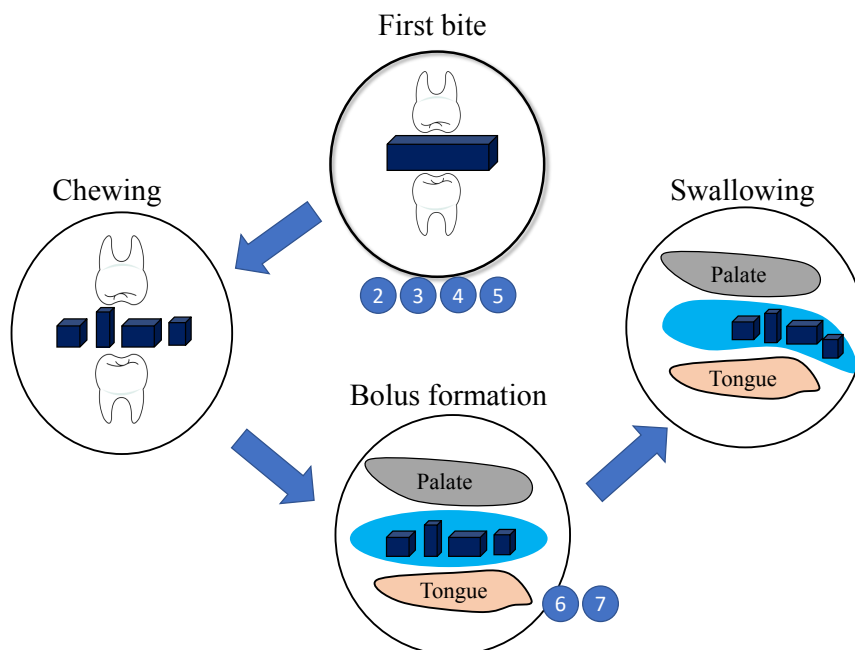 First bite
Chewing
Swallowing
Palate
2 3 4 5
Tongue
Bolus formation
Palate
Tongue
6 7